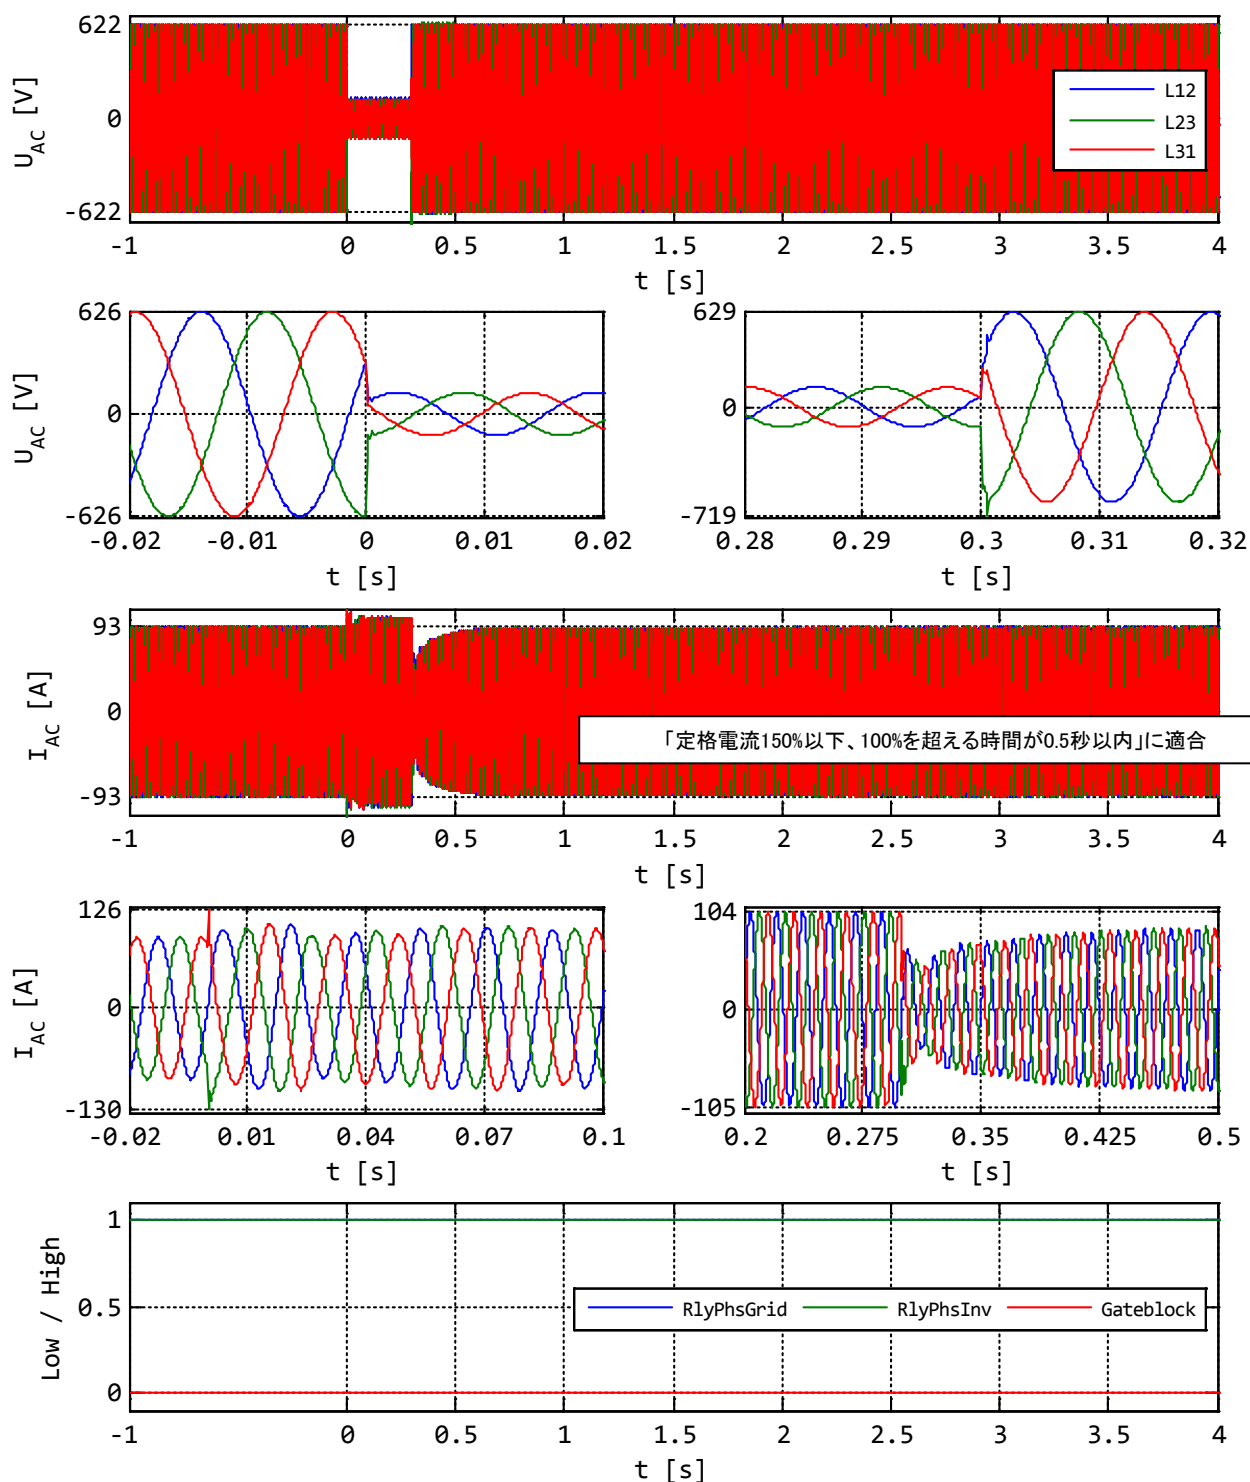 622
0
-622
U_AC [V]
L12
L23
L31
-1 0 0.5 1 1.5 2 2.5 3 3.5 4
t [s]
626
0
-626
U_AC [V]
-0.02 -0.01 0 0.01 0.02
t [s]
629
0
-719
0.28 0.29 0.3 0.31 0.32
t [s]
93
0
-93
I_AC [A]
「定格電流150%以下、100%を超える時間が0.5秒以内」に適合
-1 0 0.5 1 1.5 2 2.5 3 3.5 4
t [s]
126
0
-130
I_AC [A]
-0.02 0.01 0.04 0.07 0.1
t [s]
104
0
-105
0.2 0.275 0.35 0.425 0.5
t [s]
1
0.5
0
Low / High
RlyPhsGrid RlyPhsInv Gateblock
-1 0 0.5 1 1.5 2 2.5 3 3.5 4
t [s]